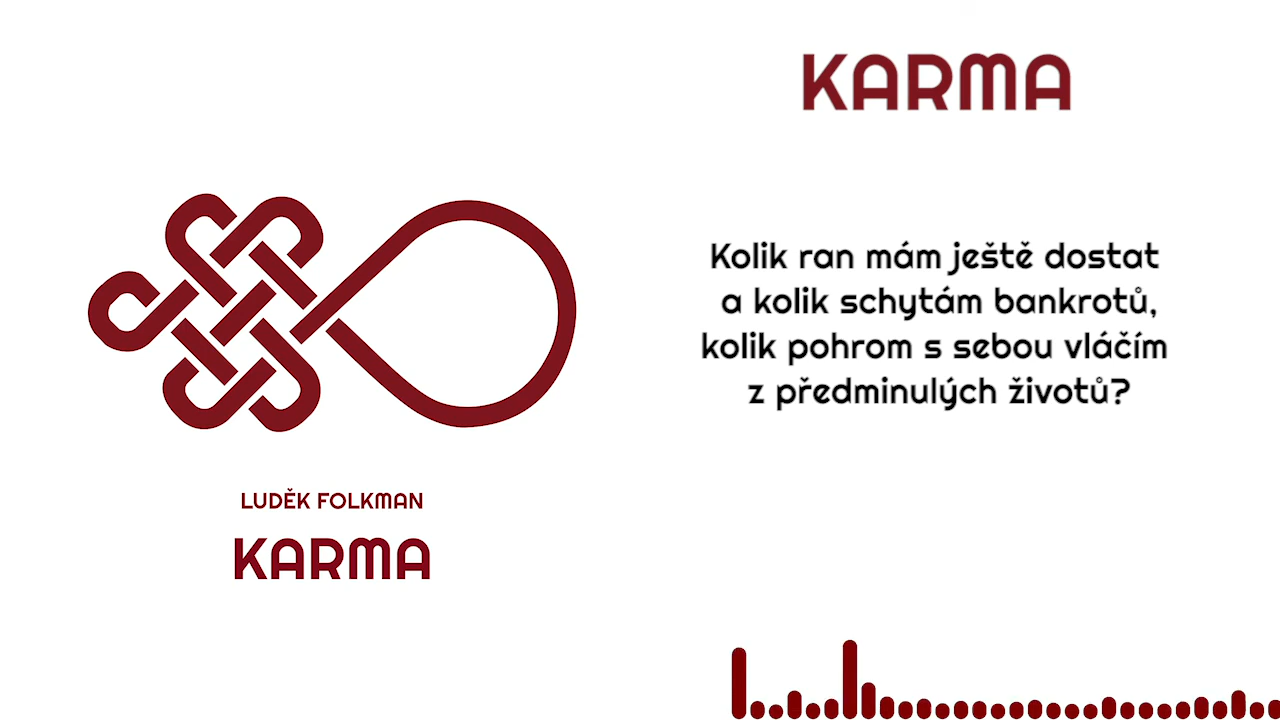 KARMA
Kolik ran mám ještě dostat
a kolik schytám bankrotů,
kolik pohrom s sebou vláčím
z předminulých životů?
LUDĚK FOLKMAN
KARMA